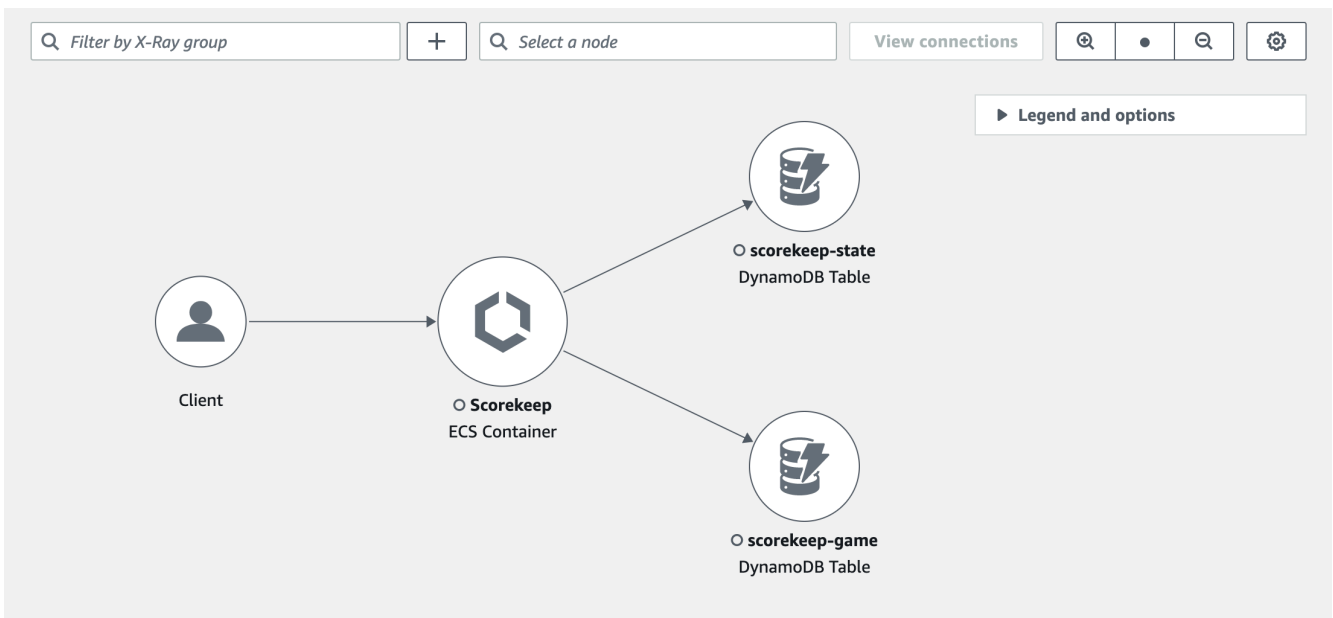 Filter by X-Ray group
Select a node
View connections
Legend and options
scorekeep-state
DynamoDB Table
Client
Scorekeep
ECS Container
scorekeep-game
DynamoDB Table